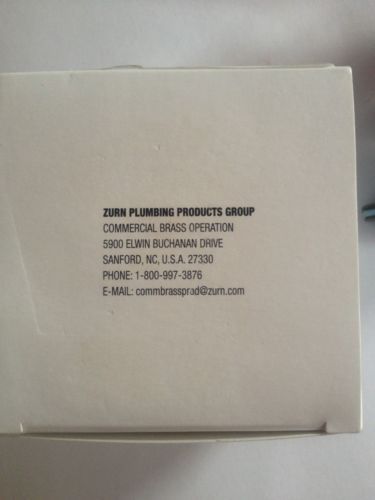 ZURN PLUMBING PRODUCTS GROUP
COMMERCIAL BRASS OPERATION
5900 ELWIN BUCHANAN DRIVE
SANFORD, NC, U.S.A. 27330
PHONE: 1-800-997-3876
E-MAIL: commbrassprad@zurn.com